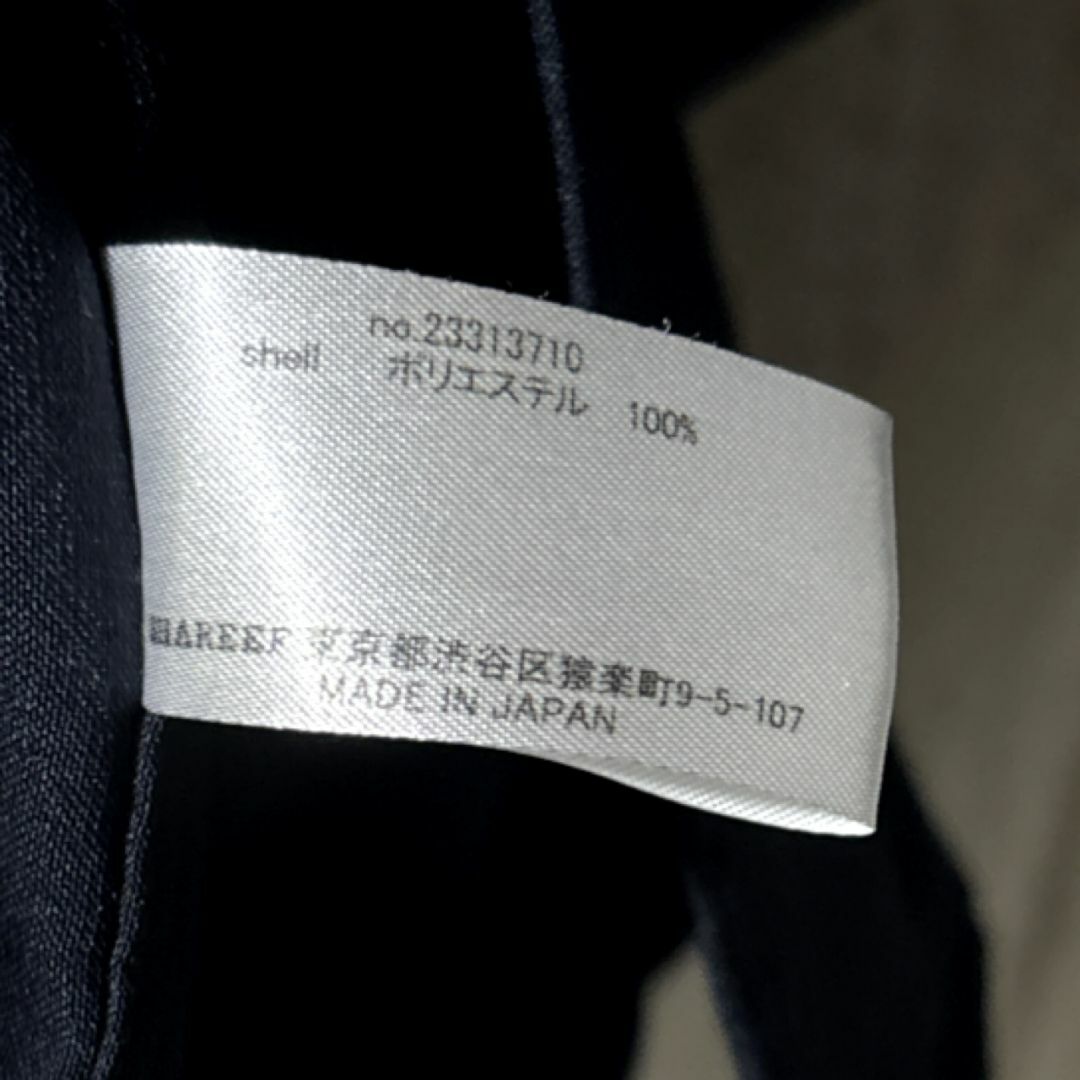 no.23313710
shell ポリエステル 100%
HAREEF 東京都渋谷区猿楽町9-5-107
MADE IN JAPAN